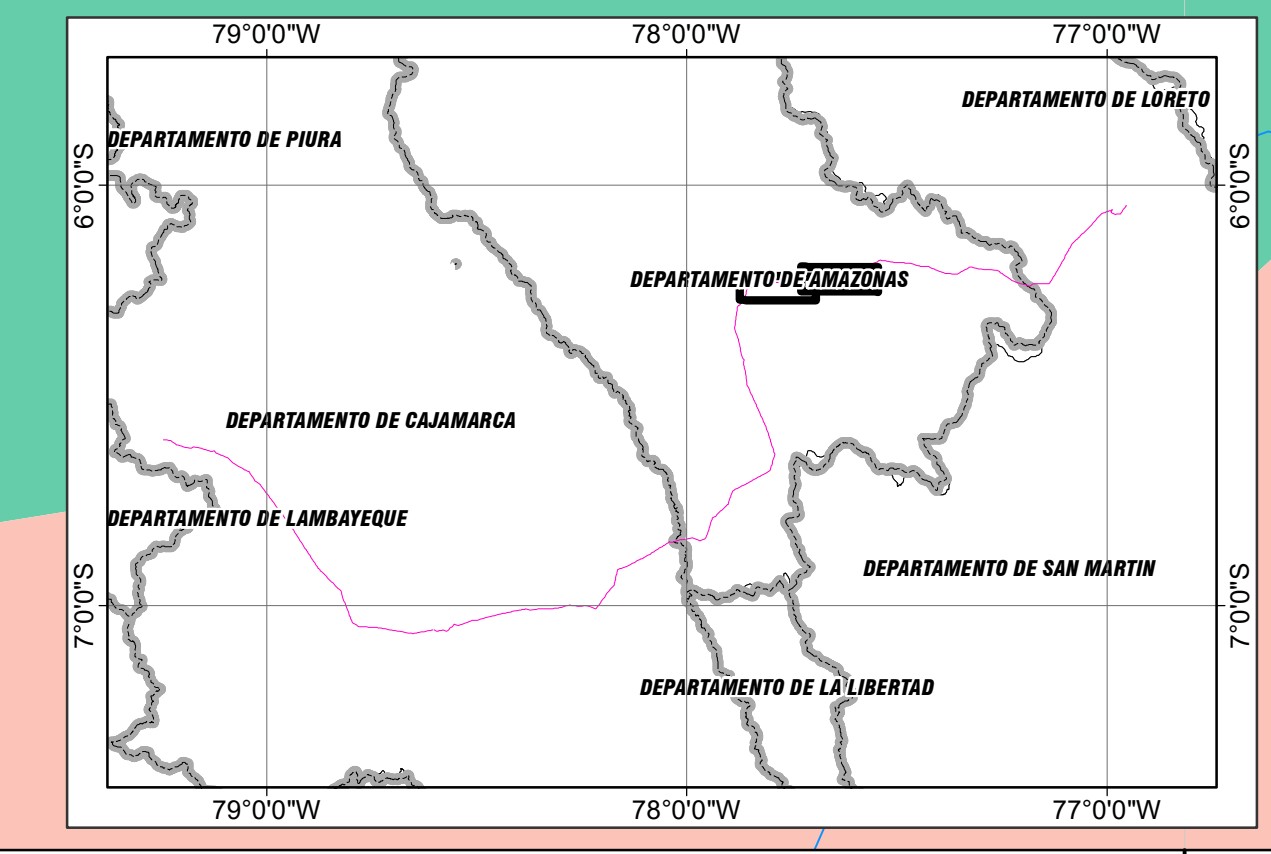 79°0'0"W 78°0'0"W 77°0'0"W
DEPARTAMENTO DE LORETO
DEPARTAMENTO DE PIURA
6°0'0"S 6°0'0"S
DEPARTAMENTO DE AMAZONAS
DEPARTAMENTO DE CAJAMARCA
DEPARTAMENTO DE LAMBAYEQUE
DEPARTAMENTO DE SAN MARTIN
7°0'0"S 7°0'0"S
DEPARTAMENTO DE LA LIBERTAD
79°0'0"W 78°0'0"W 77°0'0"W